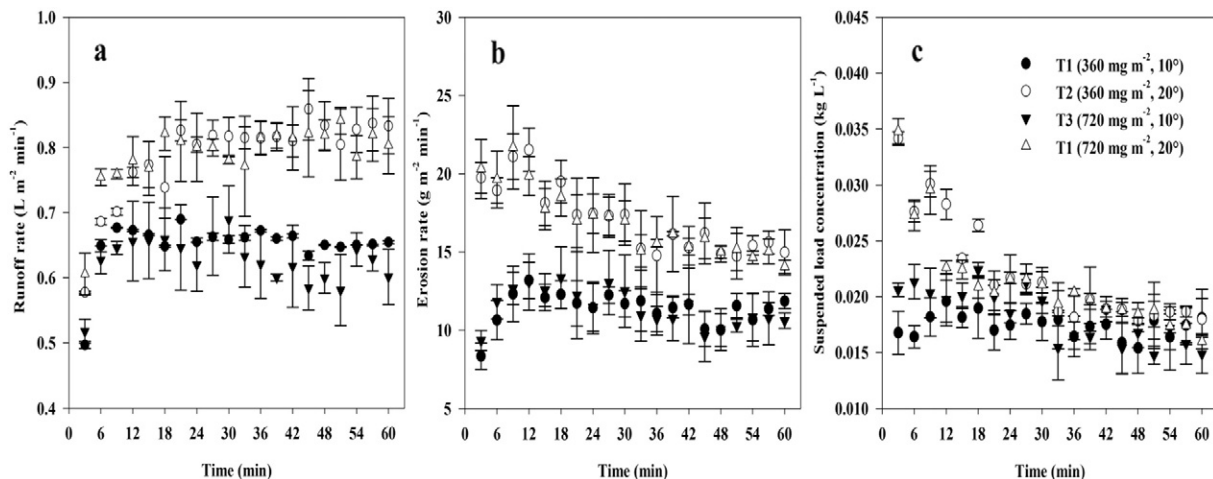 a
1.0
0.9
0.8
0.7
0.6
0.5
0.4
Runoff rate (L m⁻² min⁻¹)
0 6 12 18 24 30 36 42 48 54 60
Time (min)
b
30
25
20
15
10
5
Erosion rate (g m⁻² min⁻¹)
0 6 12 18 24 30 36 42 48 54 60
Time (min)
c
0.045
0.040
0.035
0.030
0.025
0.020
0.015
0.010
Suspended load concentration (kg L⁻¹)
T1 (360 mg m⁻², 10°)
T2 (360 mg m⁻², 20°)
T3 (720 mg m⁻², 10°)
T1 (720 mg m⁻², 20°)
0 6 12 18 24 30 36 42 48 54 60
Time (min)